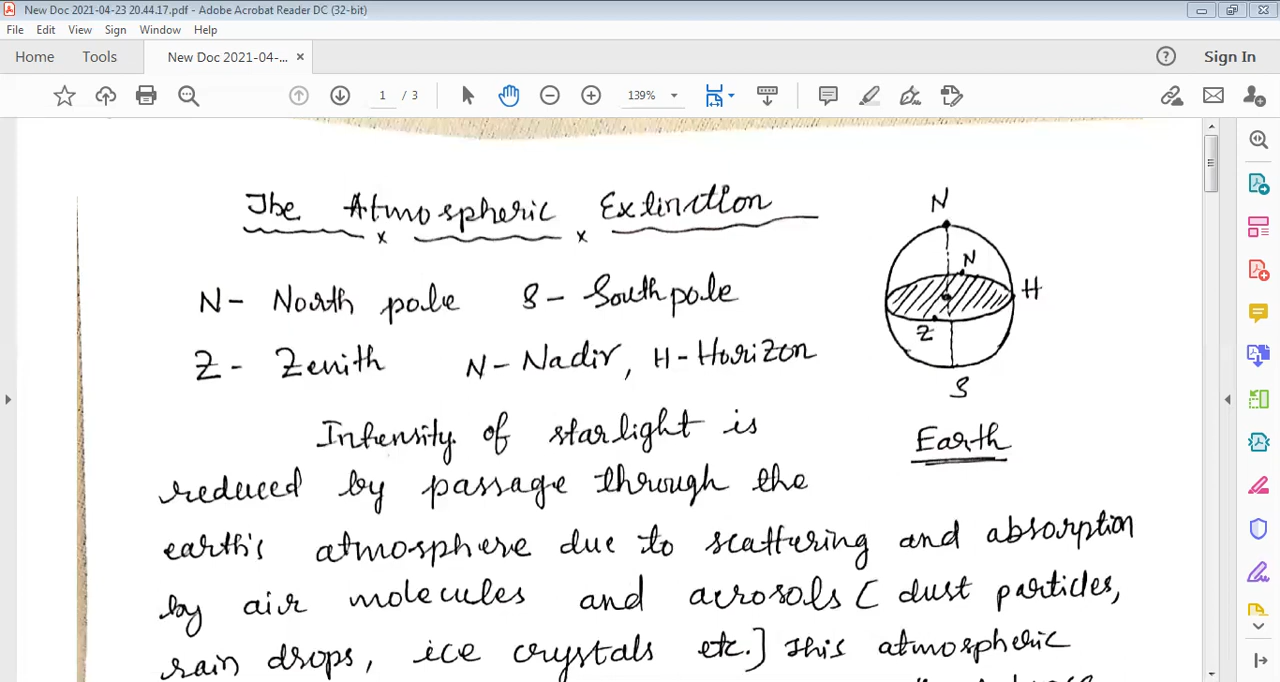 New Doc 2021-04-23 20.44.17.pdf - Adobe Acrobat Reader DC (32-bit)
File Edit View Sign Window Help
Home Tools New Doc 2021-04-... × Sign In
1 / 3 139%
The Atmospheric Extinction
N
N- North pole S - South pole
N
H
Z
Z - Zenith N - Nadir, H - Horizon
S
Intensity of starlight is
Earth
reduced by passage through the
earth's atmosphere due to scattering and absorption
by air molecules and aerosols ( dust particles,
rain drops, ice crystals etc.] This atmospheric